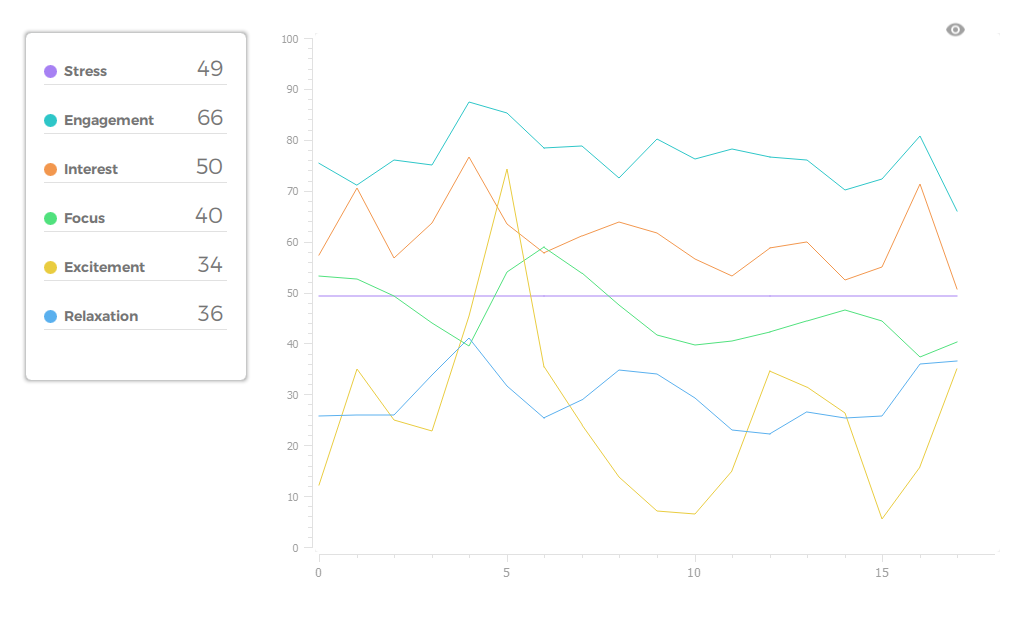 Stress 49
Engagement 66
Interest 50
Focus 40
Excitement 34
Relaxation 36
100
90
80
70
60
50
40
30
20
10
0
0 5 10 15